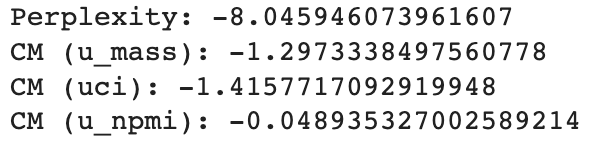 Perplexity: -8.045946073961607
CM (u_mass): -1.2973338497560778
CM (uci): -1.4157717092919948
CM (u_npmi): -0.048935327002589214